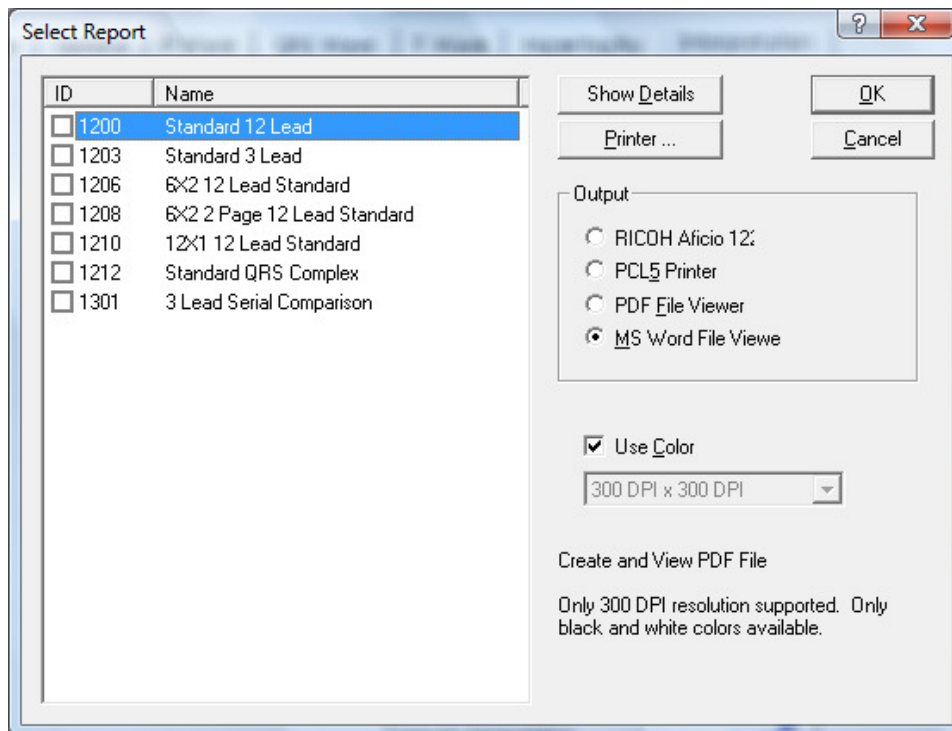 Select Report
ID Name
1200 Standard 12 Lead
1203 Standard 3 Lead
1206 6X2 12 Lead Standard
1208 6X2 2 Page 12 Lead Standard
1210 12X1 12 Lead Standard
1212 Standard QRS Complex
1301 3 Lead Serial Comparison
Show Details
OK
Printer ...
Cancel
Output
RICOH Aficio 122
PCL5 Printer
PDF File Viewer
MS Word File Viewe
Use Color
300 DPI x 300 DPI
Create and View PDF File
Only 300 DPI resolution supported. Only
black and white colors available.